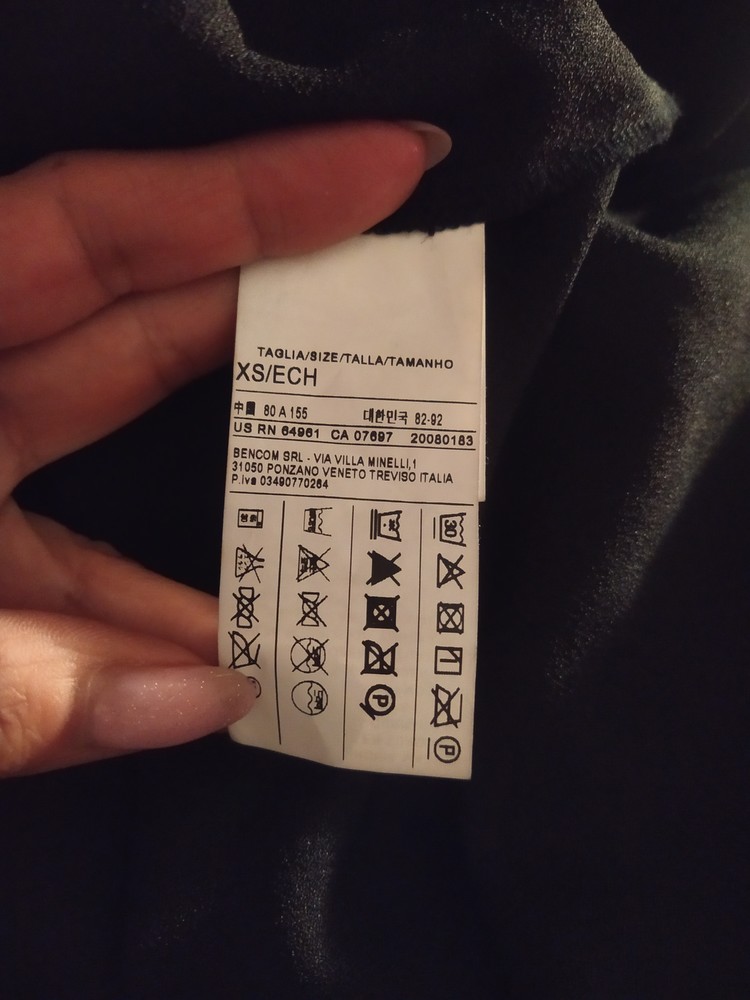 TAGLIA/SIZE/TALLA/TAMANHO
XS/ECH
中國 80 A 155 대한민국 82-92
US RN 64961 CA 07697 20080183
BENCOM SRL - VIA VILLA MINELLI,1
31050 PONZANO VENETO TREVISO ITALIA
P.iva 03490770264
30
P
P